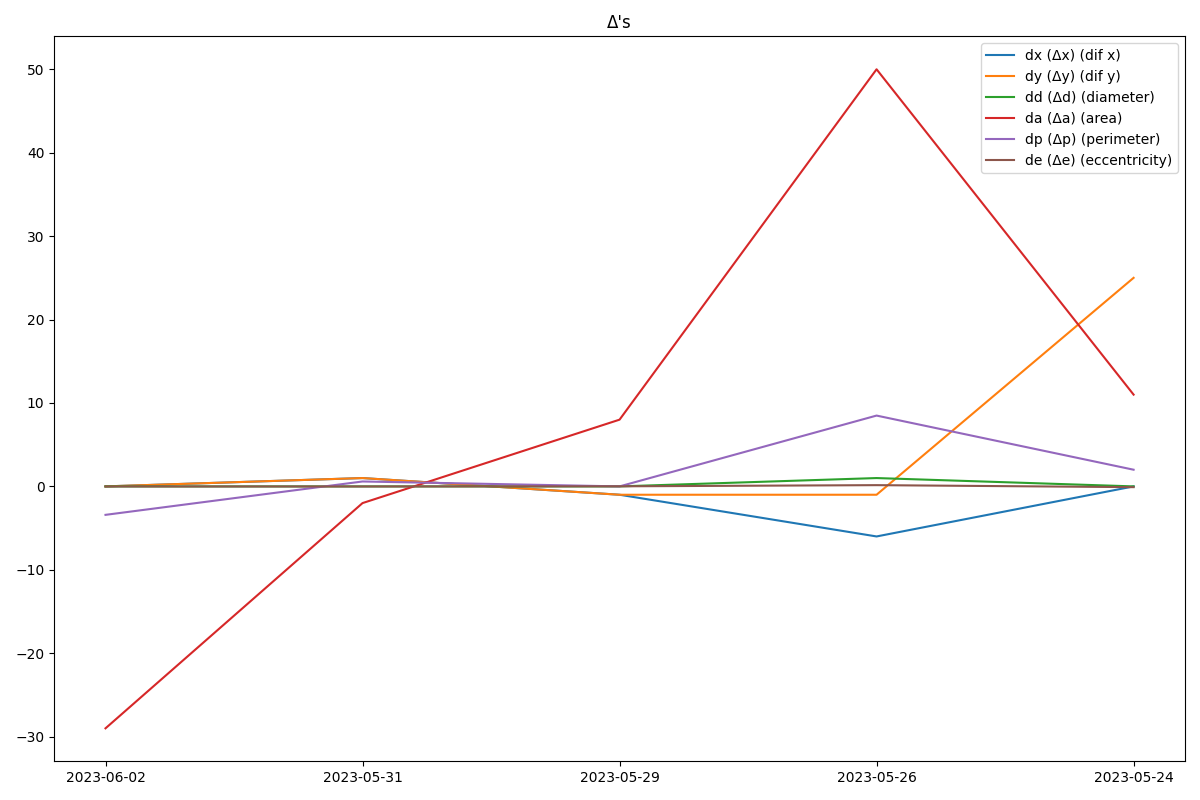 Δ's
dx (Δx) (dif x)
dy (Δy) (dif y)
dd (Δd) (diameter)
da (Δa) (area)
dp (Δp) (perimeter)
de (Δe) (eccentricity)
50
40
30
20
10
0
−10
−20
−30
2023-06-02 2023-05-31 2023-05-29 2023-05-26 2023-05-24